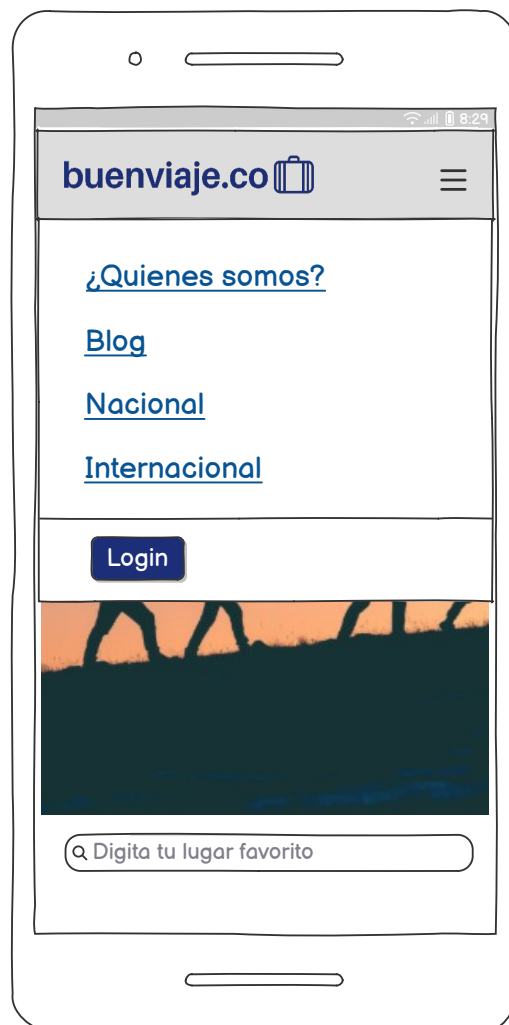 8:29
buenviaje.co
¿Quienes somos?
Blog
Nacional
Internacional
Login
Digita tu lugar favorito